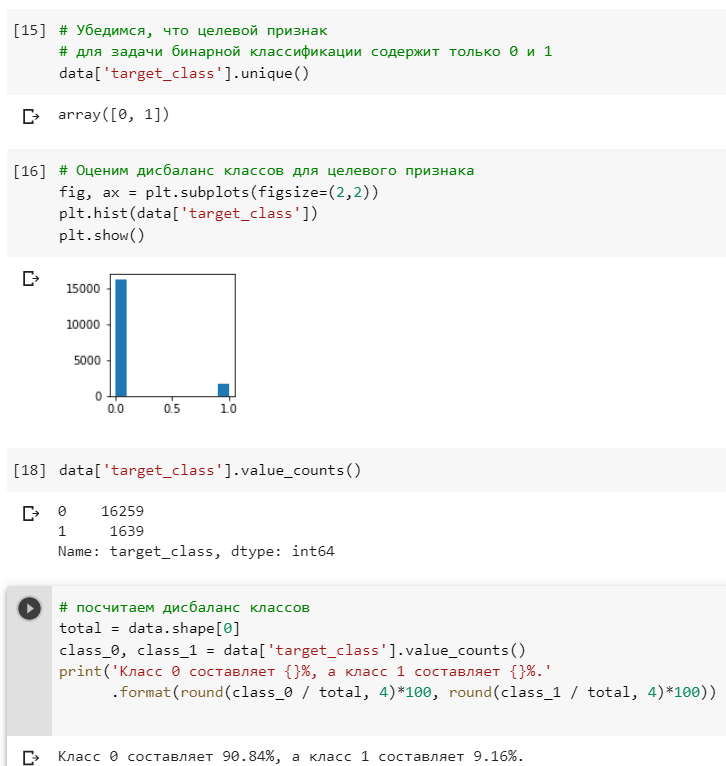 [15] # Убедимся, что целевой признак
# для задачи бинарной классификации содержит только 0 и 1
data['target_class'].unique()
array([0, 1])
[16] # Оценим дисбаланс классов для целевого признака
fig, ax = plt.subplots(figsize=(2,2))
plt.hist(data['target_class'])
plt.show()
15000
10000
5000
0
0.0 0.5 1.0
[18] data['target_class'].value_counts()
0 16259
1 1639
Name: target_class, dtype: int64
# посчитаем дисбаланс классов
total = data.shape[0]
class_0, class_1 = data['target_class'].value_counts()
print('Класс 0 составляет {}%, а класс 1 составляет {}%.'
.format(round(class_0 / total, 4)*100, round(class_1 / total, 4)*100))
Класс 0 составляет 90.84%, а класс 1 составляет 9.16%.